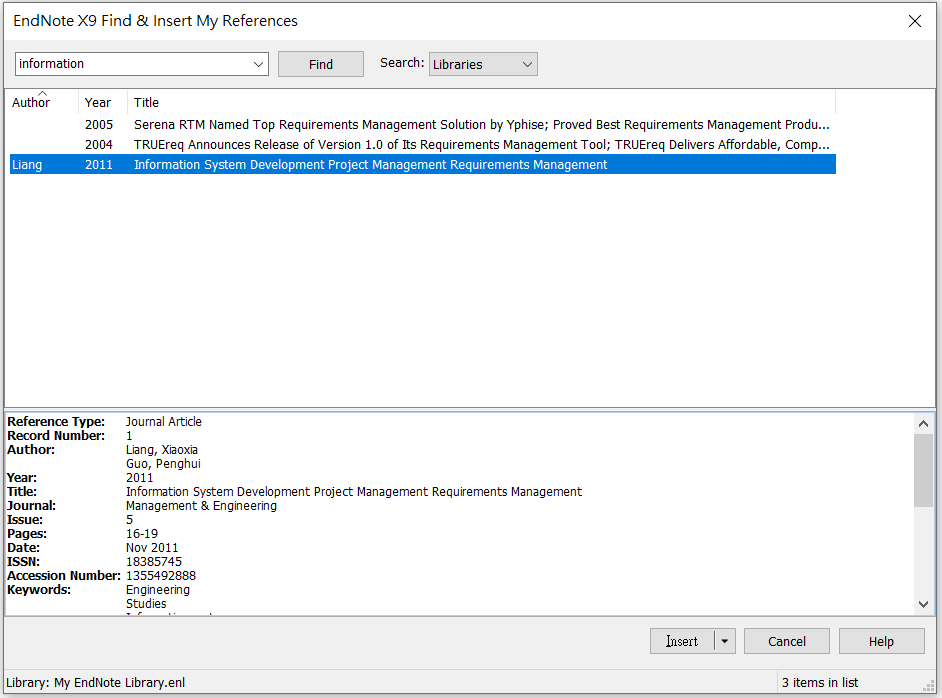 EndNote X9 Find & Insert My References
information Find Search: Libraries
Author Year Title
2005 Serena RTM Named Top Requirements Management Solution by Yphise; Proved Best Requirements Management Produ...
2004 TRUEreq Announces Release of Version 1.0 of Its Requirements Management Tool; TRUEreq Delivers Affordable, Comp...
Liang 2011 Information System Development Project Management Requirements Management
Reference Type: Journal Article
Record Number: 1
Author: Liang, Xiaoxia
Guo, Penghui
Year: 2011
Title: Information System Development Project Management Requirements Management
Journal: Management & Engineering
Issue: 5
Pages: 16-19
Date: Nov 2011
ISSN: 18385745
Accession Number: 1355492888
Keywords: Engineering
Studies
Insert Cancel Help
Library: My EndNote Library.enl 3 items in list